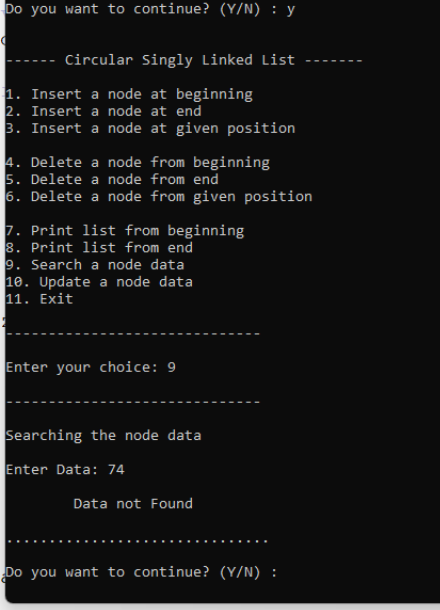 Do you want to continue? (Y/N) : y
------ Circular Singly Linked List -------
1. Insert a node at beginning
2. Insert a node at end
3. Insert a node at given position
4. Delete a node from beginning
5. Delete a node from end
6. Delete a node from given position
7. Print list from beginning
8. Print list from end
9. Search a node data
10. Update a node data
11. Exit
------------------------------
Enter your choice: 9
------------------------------
Searching the node data
Enter Data: 74
Data not Found
...............................
Do you want to continue? (Y/N) :